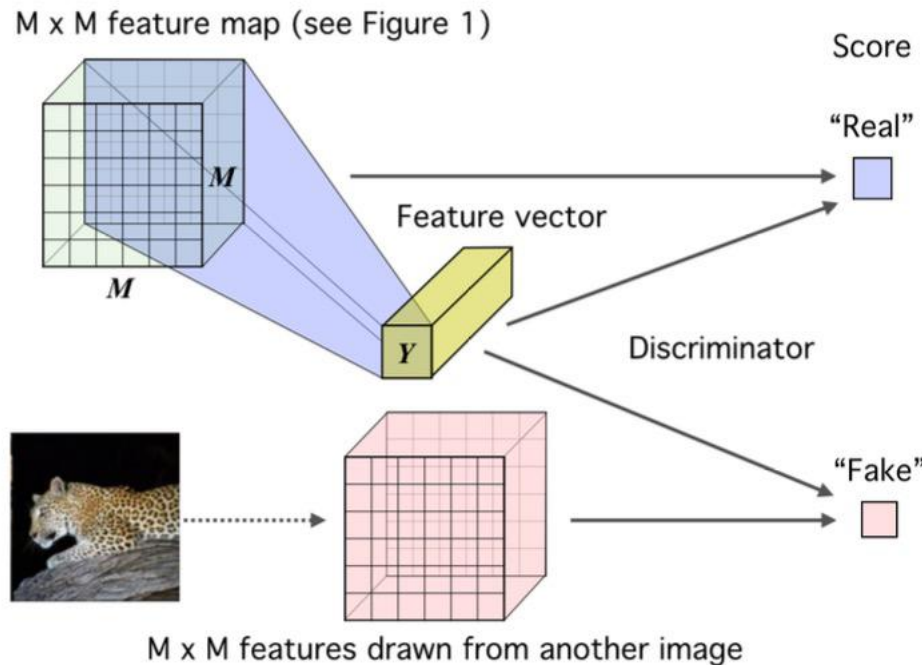 M x M feature map (see Figure 1)
Score
“Real”
M
Feature vector
M
Y
Discriminator
“Fake”
M x M features drawn from another image